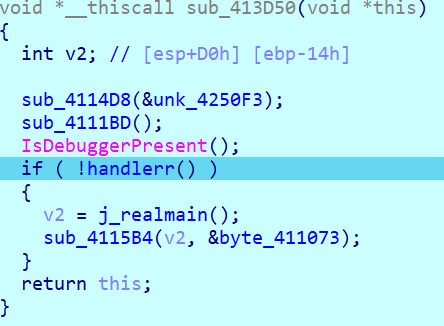 void *__thiscall sub_413D50(void *this)
{
int v2; // [esp+D0h] [ebp-14h]
sub_4114D8(&unk_4250F3);
sub_4111BD();
IsDebuggerPresent();
if ( !handlerr() )
{
v2 = j_realmain();
sub_4115B4(v2, &byte_411073);
}
return this;
}